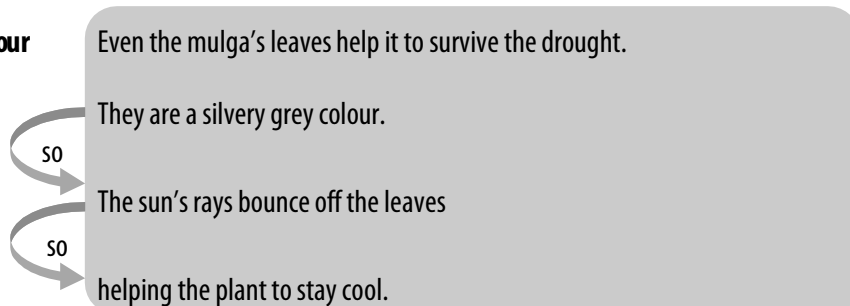 Even the mulga's leaves help it to survive the drought.
They are a silvery grey colour.
so
The sun's rays bounce off the leaves
so
helping the plant to stay cool.